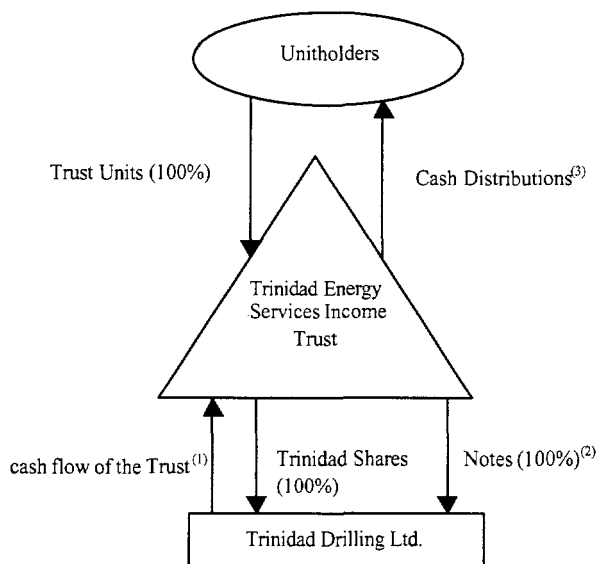 Unitholders
Trust Units (100%)
Cash Distributions(3)
Trinidad Energy
Services Income
Trust
cash flow of the Trust(1)
Trinidad Shares
(100%)
Notes (100%)(2)
Trinidad Drilling Ltd.